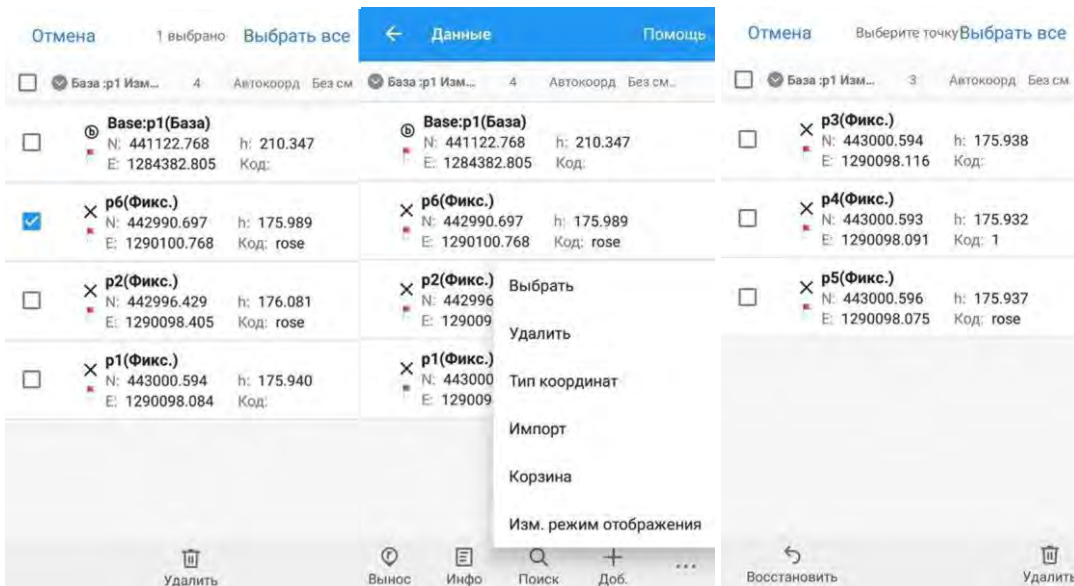 Отмена 1 выбрано Выбрать все
База :р1 Изм... 4 Автокоорд Без см
Base:p1(База)
N: 441122.768 h: 210.347
E: 1284382.805 Код:
p6(Фикс.)
N: 442990.697 h: 175.989
E: 1290100.768 Код: rose
p2(Фикс.)
N: 442996.429 h: 176.081
E: 1290098.405 Код: rose
p1(Фикс.)
N: 443000.594 h: 175.940
E: 1290098.084 Код:
Удалить
Данные Помощь
База :р1 Изм... 4 Автокоорд Без см..
Base:p1(База)
N: 441122.768 h: 210.347
E: 1284382.805 Код:
p6(Фикс.)
N: 442990.697 h: 175.989
E: 1290100.768 Код: rose
p2(Фикс.)
N: 442996
E: 129009
p1(Фикс.)
N: 443000
E: 129009
Выбрать
Удалить
Тип координат
Импорт
Корзина
Изм. режим отображения
Вынос Инфо Поиск Доб. ...
Отмена Выберите точку Выбрать все
База :р1 Изм... 3 Автокоорд Без см
p3(Фикс.)
N: 443000.594 h: 175.938
E: 1290098.116 Код:
p4(Фикс.)
N: 443000.593 h: 175.932
E: 1290098.091 Код: 1
p5(Фикс.)
N: 443000.596 h: 175.937
E: 1290098.075 Код: rose
Восстановить Удалить